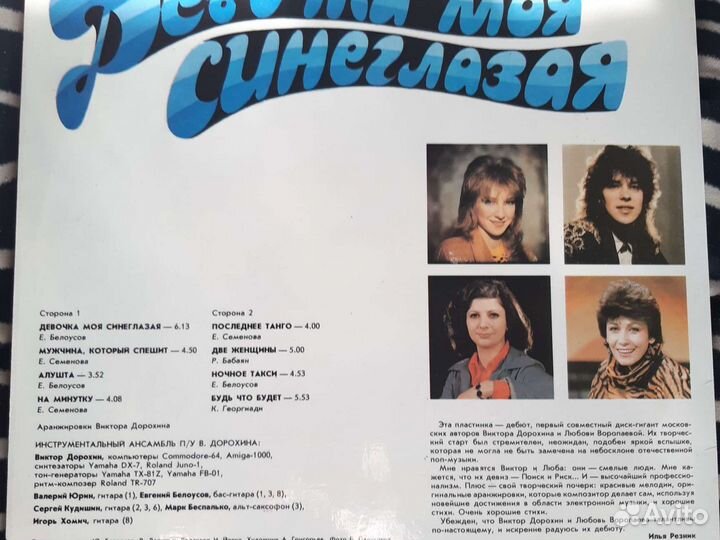 Девочка моя
синеглазая
Сторона 1
ДЕВОЧКА МОЯ СИНЕГЛАЗАЯ — 6.13
Е. Белоусов
МУЖЧИНА, КОТОРЫЙ СПЕШИТ — 4.50
Е. Семенова
АЛУШТА — 3.52
Е. Белоусов
НА МИНУТКУ — 4.08
Е. Семенова
Сторона 2
ПОСЛЕДНЕЕ ТАНГО — 4.00
Е. Семенова
ДВЕ ЖЕНЩИНЫ — 5.00
Р. Бабаян
НОЧНОЕ ТАКСИ — 4.53
Е. Белоусов
БУДЬ ЧТО БУДЕТ — 5.53
К. Георгиади
Аранжировки Виктора Дорохина
ИНСТРУМЕНТАЛЬНЫЙ АНСАМБЛЬ П/У В. ДОРОХИНА:
Виктор Дорохин, компьютеры Commodore-64, Amiga-1000,
синтезаторы Yamaha DX-7, Roland Juno-1,
тон-генераторы Yamaha TX-81Z, Yamaha FB-01,
ритм-композер Roland TR-707
Валерий Юрин, гитара (1), Евгений Белоусов, бас-гитара (1, 3, 8),
Сергей Кудишин, гитара (2, 3, 6), Марк Беспалько, альт-саксофон (3),
Игорь Хомич, гитара (8)
Эта пластинка — дебют, первый совместный диск-гигант москов-
ских авторов Виктора Дорохина и Любови Воропаевой. Их творчес-
кий старт был стремителен, неожидан, подобен яркой вспышке,
которая не могла не быть замечена на небосклоне отечественной
поп-музыки.
Мне нравятся Виктор и Люба: они — смелые люди. Мне ка-
жется, что их девиз — Поиск и Риск... И — высочайший профессио-
нализм. Плюс — свой творческий почерк: красивые мелодии, ори-
гинальные аранжировки, которые композитор делает сам, используя
новейшие достижения в области электронной музыки, и хорошие
стихи. Очень хорошие стихи.
Убежден, что Виктор Дорохин и Любовь Воропаева талантливы
по-настоящему, и искренне радуюсь их дебюту.
Илья Резник
Avito